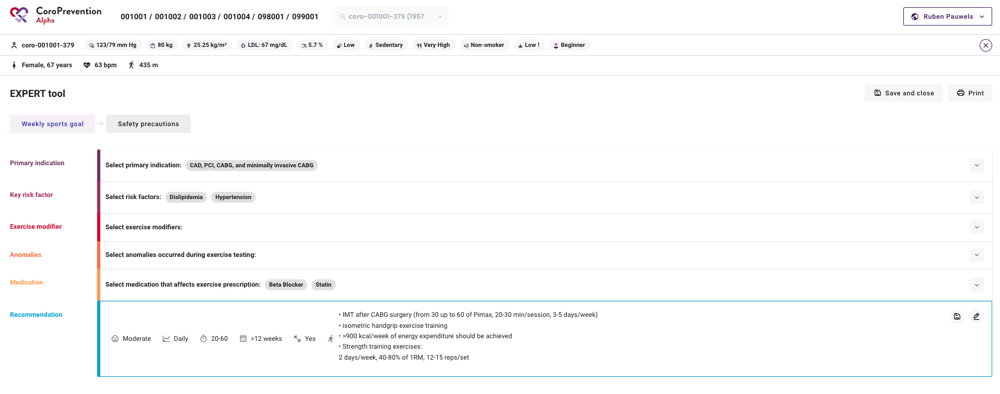 CoroPrevention
Alpha
001001 / 001002 / 001003 / 001004 / 098001 / 099001
coro-001001-379 (1957
Ruben Pauwels
coro-001001-379
123/79 mm Hg
80 kg
25.25 kg/m²
LDL: 67 mg/dL
5.7 %
Low
Sedentary
Very High
Non-smoker
Low !
Beginner
Female, 67 years
63 bpm
435 m
EXPERT tool
Save and close
Print
Weekly sports goal
Safety precautions
Primary indication
Select primary indication: CAD, PCI, CABG, and minimally invasive CABG
Key risk factor
Select risk factors: Dislipidemia Hypertension
Exercise modifier
Select exercise modifiers:
Anomalies
Select anomalies occurred during exercise testing:
Medication
Select medication that affects exercise prescription: Beta Blocker Statin
Recommendation
Moderate
Daily
20-60
>12 weeks
Yes
• IMT after CABG surgery (from 30 up to 60 of Pimax, 20-30 min/session, 3-5 days/week)
• isometric handgrip exercise training
• >900 kcal/week of energy expenditure should be achieved
• Strength training exercises:
2 days/week, 40-80% of 1RM, 12-15 reps/set